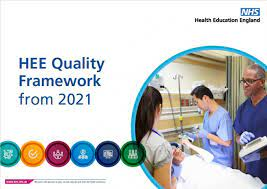 NHS
Health Education England
HEE Quality
Framework
from 2021